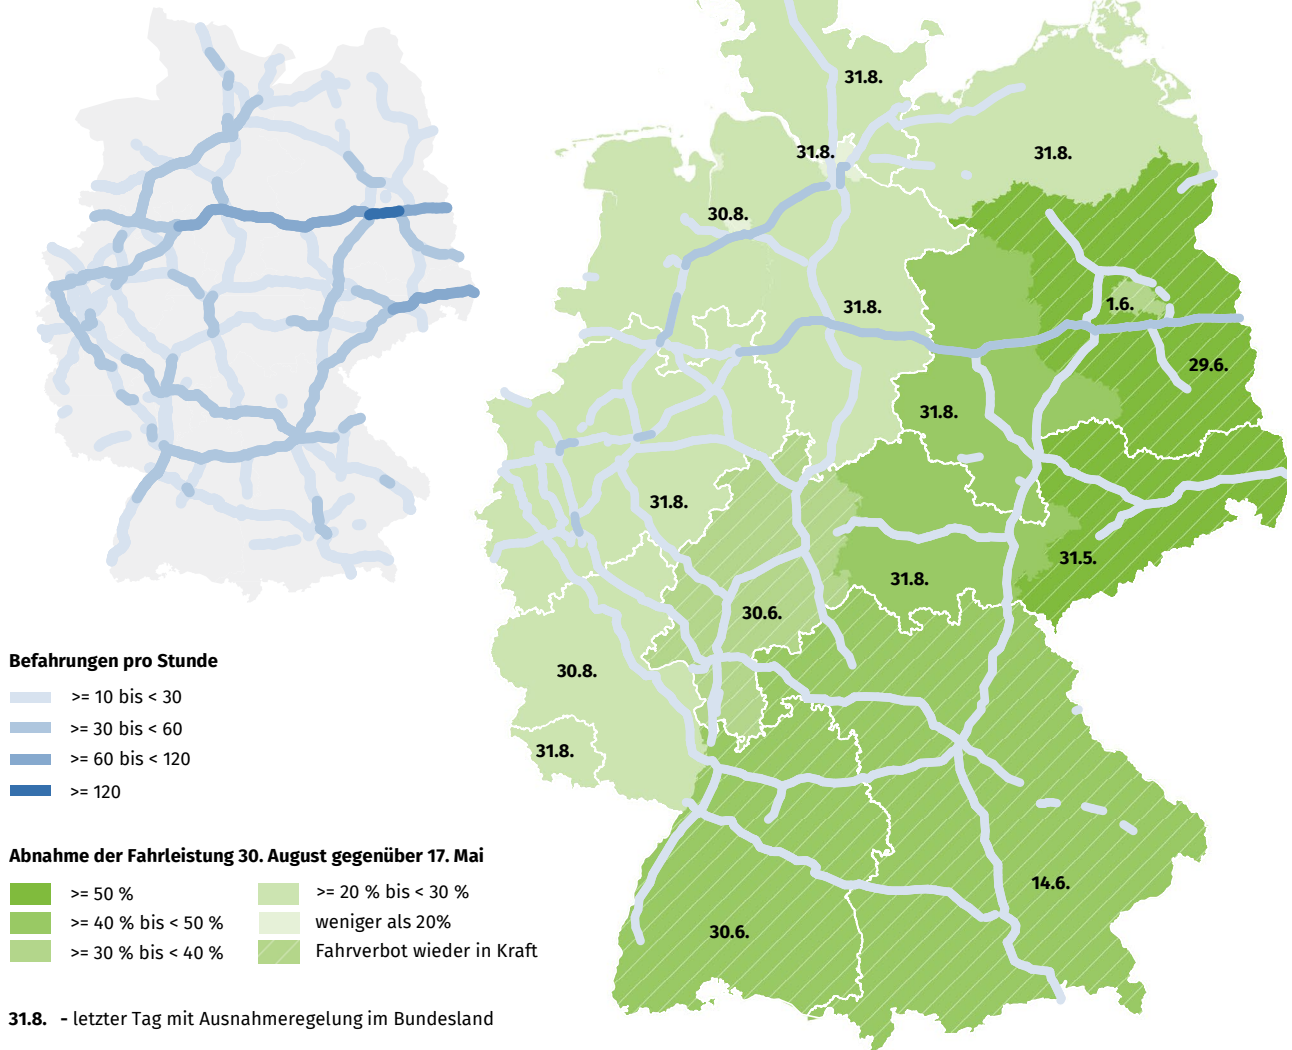 31.8.
31.8.
31.8.
30.8.
31.8.
1.6.
29.6.
31.8.
31.8.
31.5.
31.8.
30.6.
30.8.
31.8.
14.6.
30.6.
Befahrungen pro Stunde
>= 10 bis < 30
>= 30 bis < 60
>= 60 bis < 120
>= 120
Abnahme der Fahrleistung 30. August gegenüber 17. Mai
>= 50 %
>= 40 % bis < 50 %
>= 30 % bis < 40 %
>= 20 % bis < 30 %
weniger als 20%
Fahrverbot wieder in Kraft
31.8. - letzter Tag mit Ausnahmeregelung im Bundesland